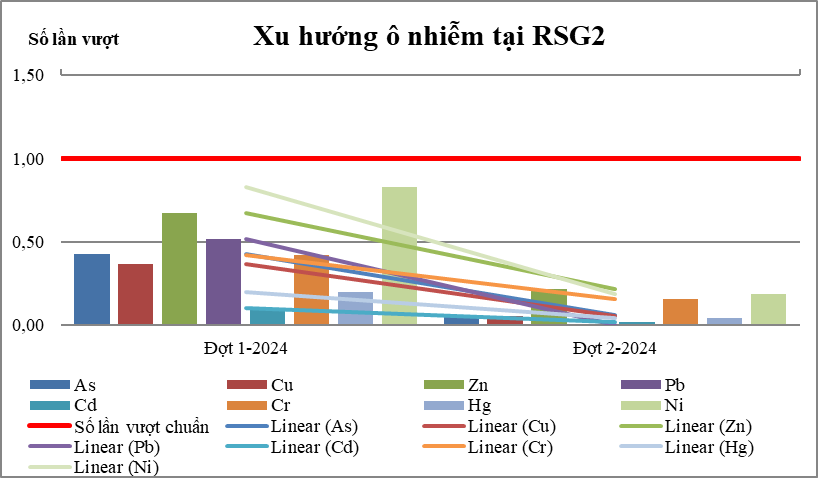 Xu hướng ô nhiễm tại RSG2
Số lần vượt
1,50
1,00
0,50
0,00
Đợt 1-2024 Đợt 2-2024
As Cu Zn Pb
Cd Cr Hg Ni
Số lần vượt chuẩn Linear (As) Linear (Cu) Linear (Zn)
Linear (Pb) Linear (Cd) Linear (Cr) Linear (Hg)
Linear (Ni)